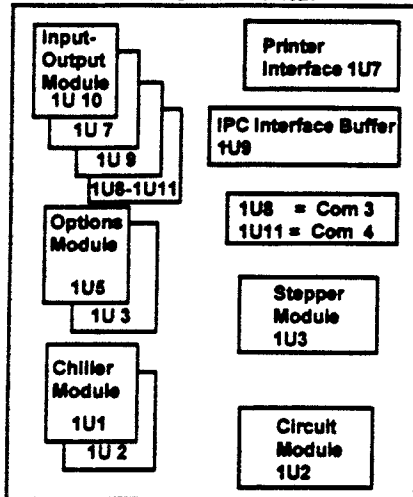 Input-
Output
Module
1U 10
1U 7
1U 9
1U8-1U11
Options
Module
1U5
1U 3
Chiller
Module
1U1
1U 2
Printer
Interface 1U7
IPC Interface Buffer
1U9
1U8 = Com 3
1U11 = Com 4
Stepper
Module
1U3
Circuit
Module
1U2